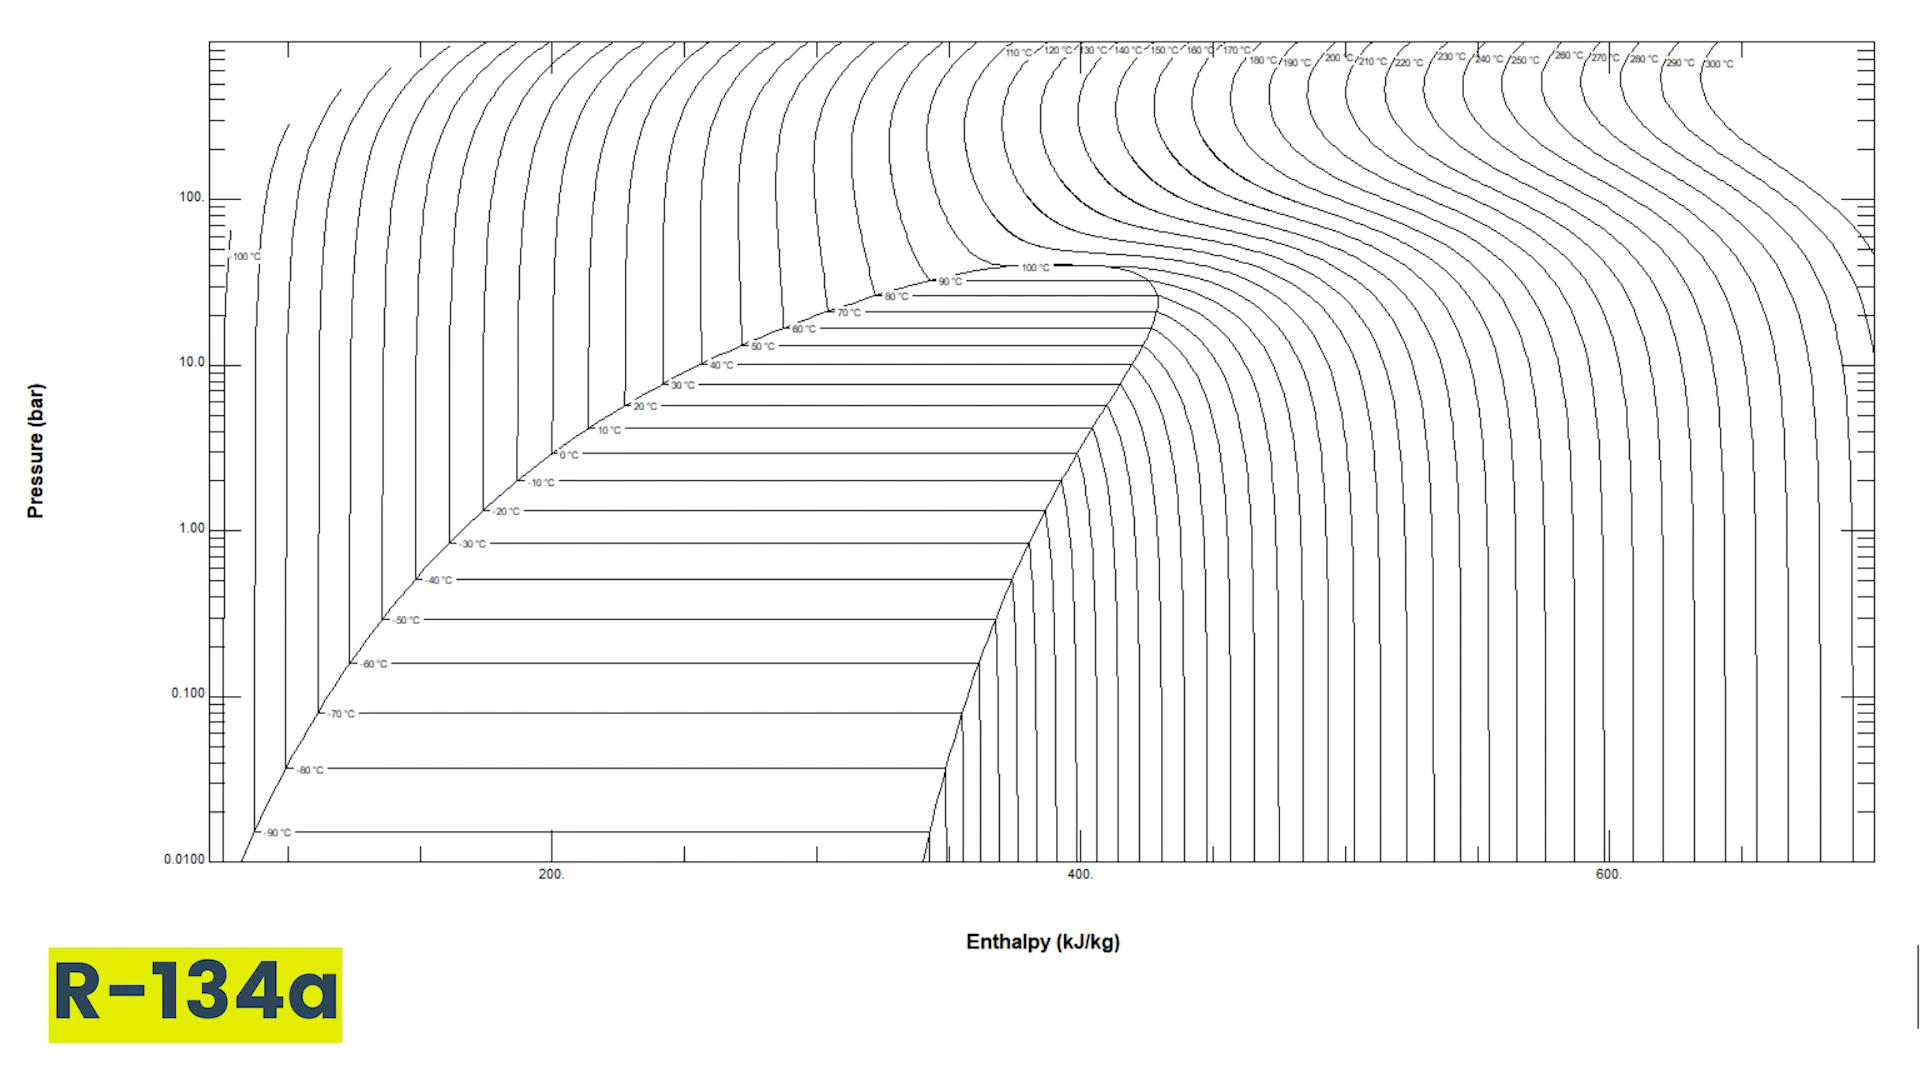 110 °C 120 °C 130 °C 140 °C 150 °C 160 °C 170 °C
180 °C 190 °C 200 °C 210 °C 220 °C 230 °C 240 °C 250 °C 260 °C 270 °C 280 °C 290 °C 300 °C
100.
-100 °C
100 °C
90 °C
80 °C
70 °C
60 °C
50 °C
10.0
40 °C
30 °C
20 °C
10 °C
0 °C
-10 °C
-20 °C
1.00
-30 °C
-40 °C
-50 °C
-60 °C
0.100
-70 °C
-80 °C
-90 °C
0.0100
200. 400. 600.
Pressure (bar)
Enthalpy (kJ/kg)
R-134a